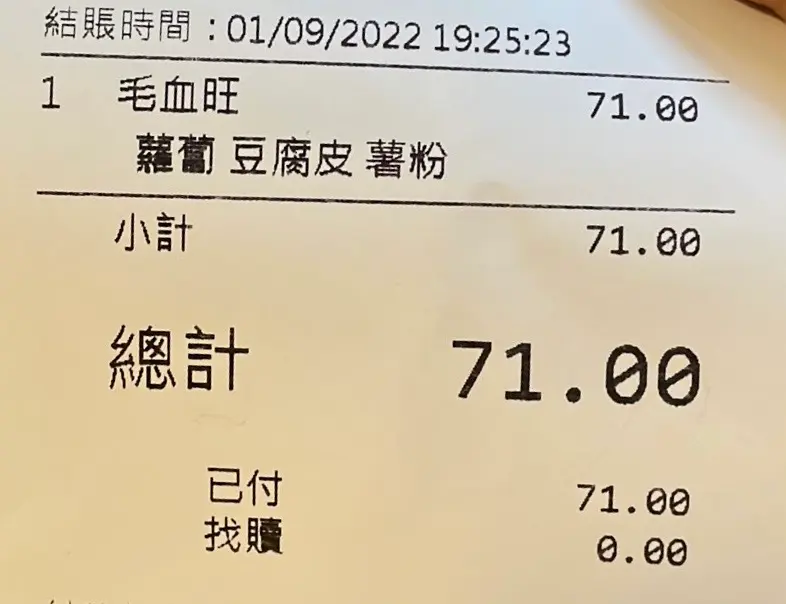 結賬時間：01/09/2022 19:25:23
1 毛血旺 71.00
蘿蔔 豆腐皮 薯粉
小計 71.00
總計 71.00
已付 71.00
找贖 0.00